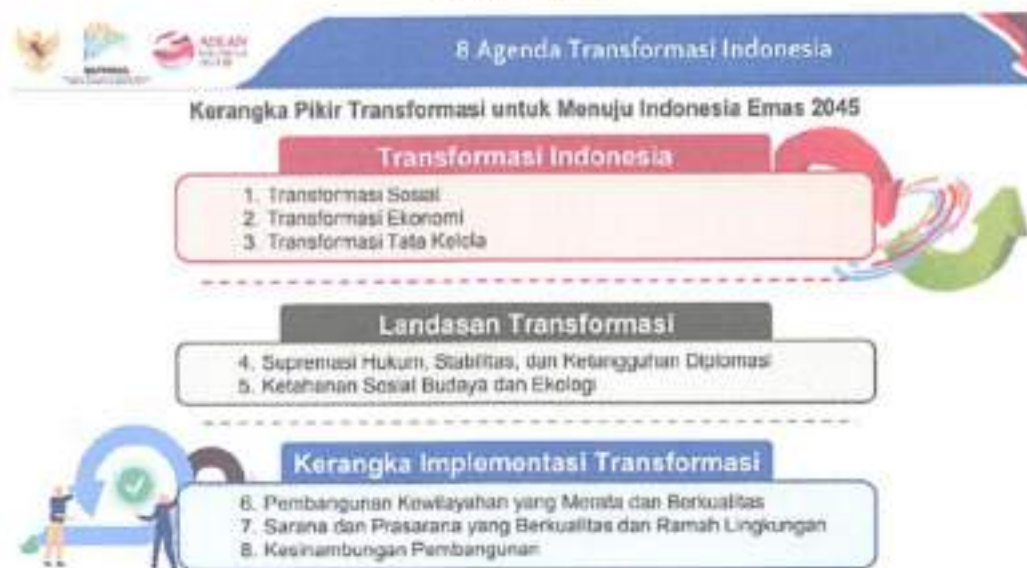 8 Agenda Transformasi Indonesia
Kerangka Pikir Transformasi untuk Menuju Indonesia Emas 2045
Transformasi Indonesia
1. Transformasi Sosial
2. Transformasi Ekonomi
3. Transformasi Tata Kelola
Landasan Transformasi
4. Supremasi Hukum, Stabilitas, dan Ketangguhan Diplomasi
5. Ketahanan Sosial Budaya dan Ekologi
Kerangka Implementasi Transformasi
6. Pembangunan Kewilayahan yang Merata dan Berkualitas
7. Sarana dan Prasarana yang Berkualitas dan Ramah Lingkungan
8. Kesinambungan Pembangunan